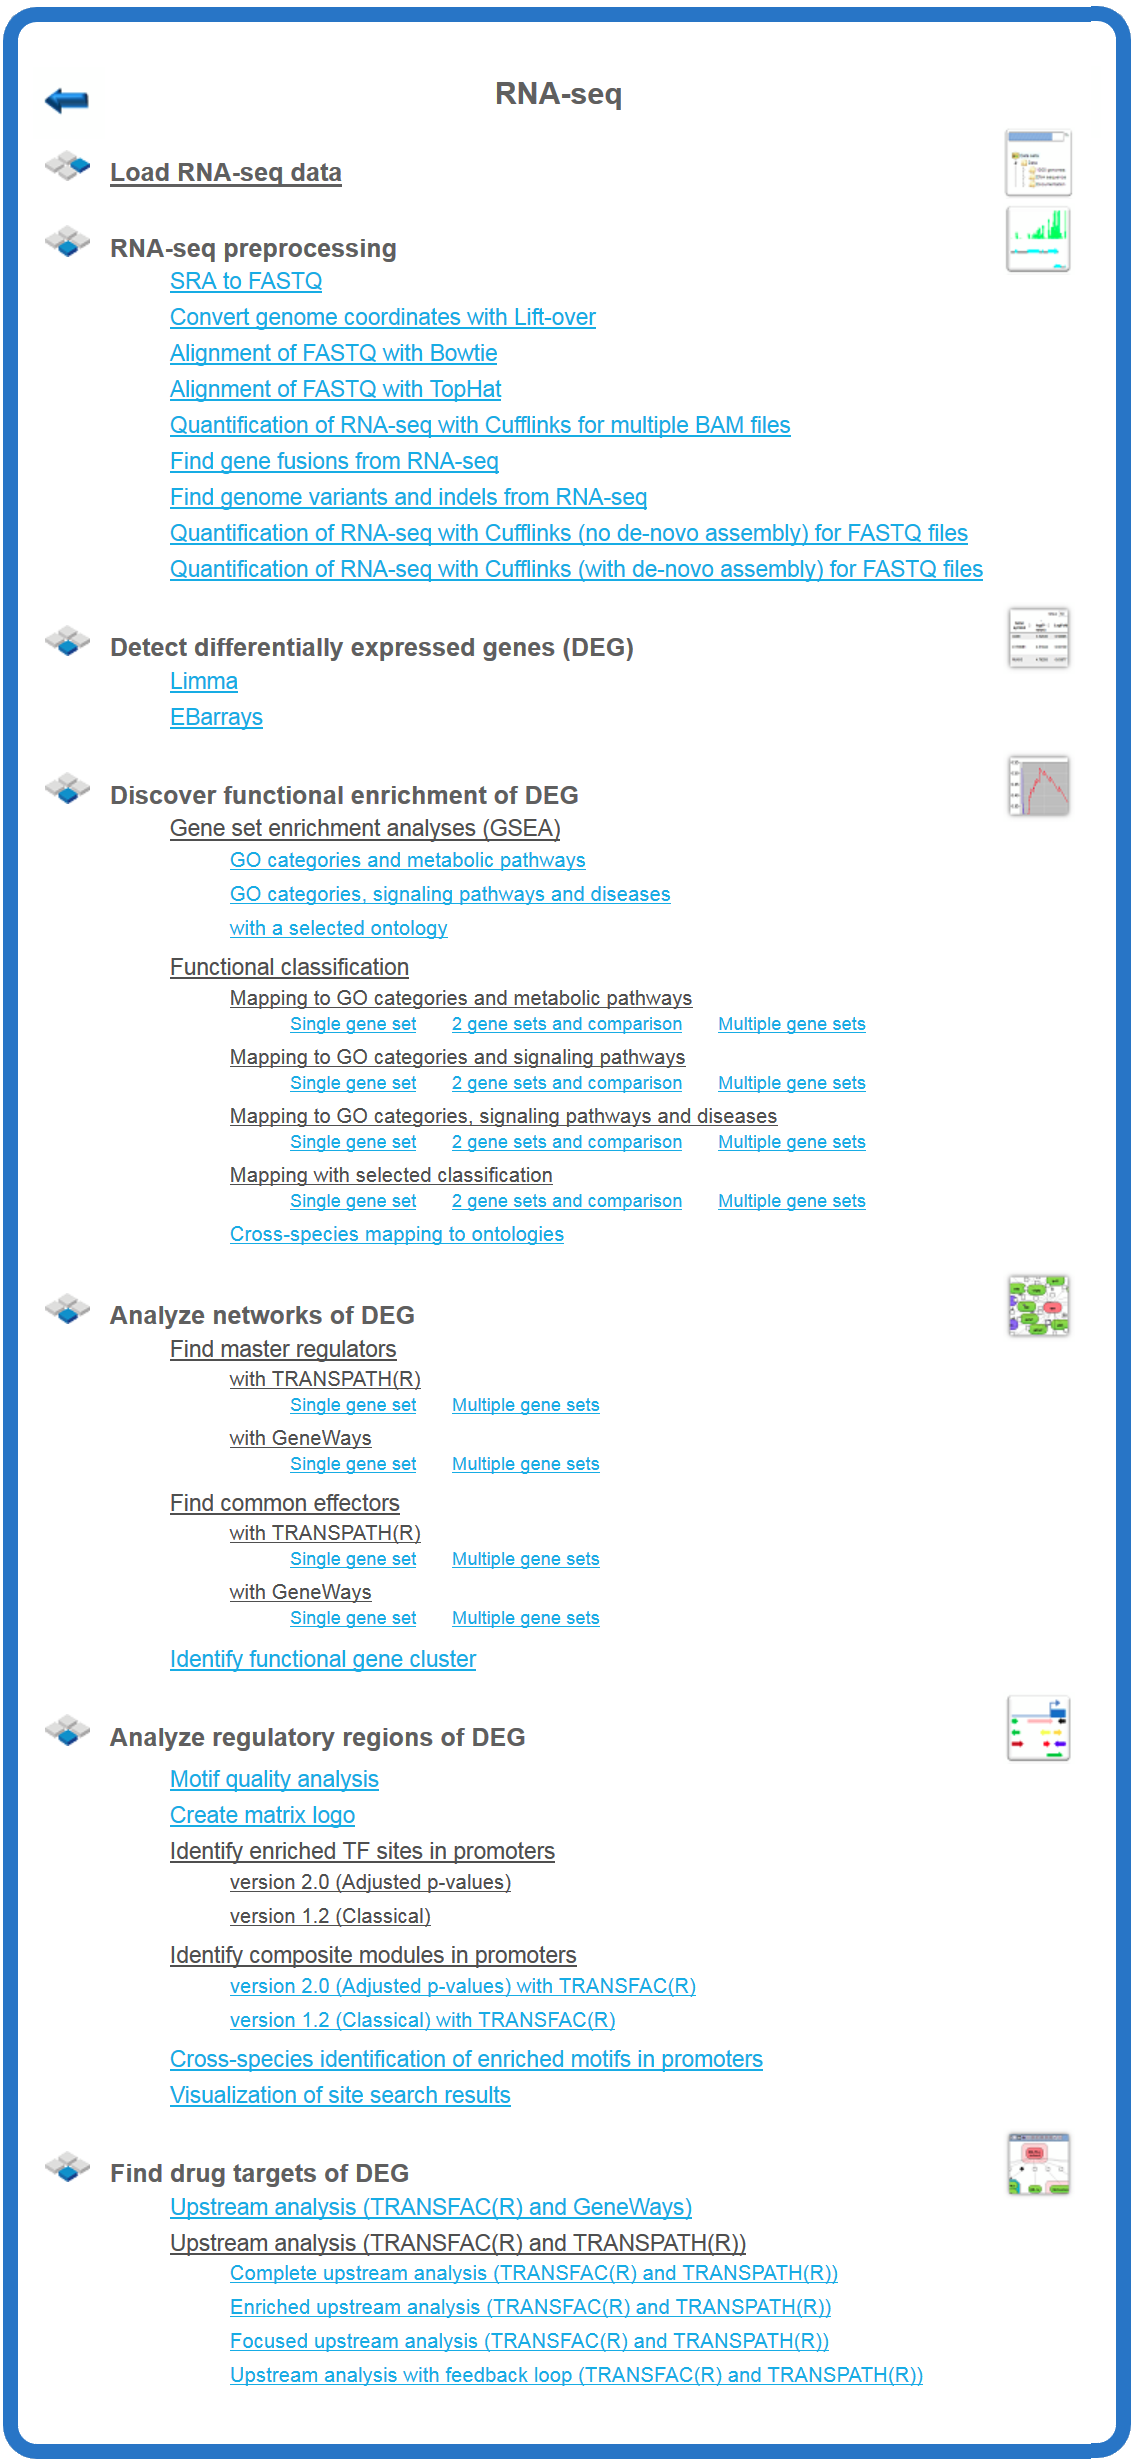 RNA-seq
Load RNA-seq data
RNA-seq preprocessing
SRA to FASTQ
Convert genome coordinates with Lift-over
Alignment of FASTQ with Bowtie
Alignment of FASTQ with TopHat
Quantification of RNA-seq with Cufflinks for multiple BAM files
Find gene fusions from RNA-seq
Find genome variants and indels from RNA-seq
Quantification of RNA-seq with Cufflinks (no de-novo assembly) for FASTQ files
Quantification of RNA-seq with Cufflinks (with de-novo assembly) for FASTQ files
Detect differentially expressed genes (DEG)
Limma
EBarrays
Discover functional enrichment of DEG
Gene set enrichment analyses (GSEA)
GO categories and metabolic pathways
GO categories, signaling pathways and diseases
with a selected ontology
Functional classification
Mapping to GO categories and metabolic pathways
Single gene set 2 gene sets and comparison Multiple gene sets
Mapping to GO categories and signaling pathways
Single gene set 2 gene sets and comparison Multiple gene sets
Mapping to GO categories, signaling pathways and diseases
Single gene set 2 gene sets and comparison Multiple gene sets
Mapping with selected classification
Single gene set 2 gene sets and comparison Multiple gene sets
Cross-species mapping to ontologies
Analyze networks of DEG
Find master regulators
with TRANSPATH(R)
Single gene set Multiple gene sets
with GeneWays
Single gene set Multiple gene sets
Find common effectors
with TRANSPATH(R)
Single gene set Multiple gene sets
with GeneWays
Single gene set Multiple gene sets
Identify functional gene cluster
Analyze regulatory regions of DEG
Motif quality analysis
Create matrix logo
Identify enriched TF sites in promoters
version 2.0 (Adjusted p-values)
version 1.2 (Classical)
Identify composite modules in promoters
version 2.0 (Adjusted p-values) with TRANSFAC(R)
version 1.2 (Classical) with TRANSFAC(R)
Cross-species identification of enriched motifs in promoters
Visualization of site search results
Find drug targets of DEG
Upstream analysis (TRANSFAC(R) and GeneWays)
Upstream analysis (TRANSFAC(R) and TRANSPATH(R))
Complete upstream analysis (TRANSFAC(R) and TRANSPATH(R))
Enriched upstream analysis (TRANSFAC(R) and TRANSPATH(R))
Focused upstream analysis (TRANSFAC(R) and TRANSPATH(R))
Upstream analysis with feedback loop (TRANSFAC(R) and TRANSPATH(R))